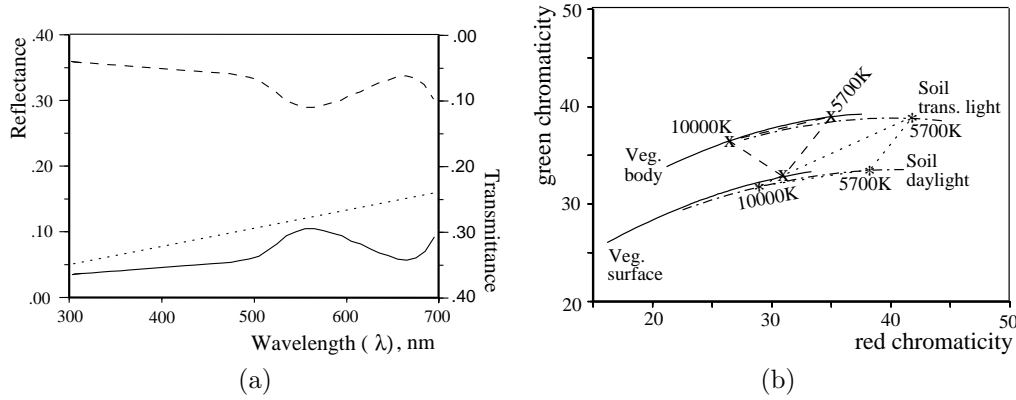 (a)
.40
.30
.20
.10
.00
Reflectance
.00
.10
.20
.30
.40
Transmittance
300
400
500
600
700
Wavelength ( λ) , nm
(b)
50
40
30
20
green chromaticity
20
30
40
50
red chromaticity
5700K
10000K
Soil
trans. light
5700K
Veg.
body
Soil
daylight
5700K
10000K
Veg.
surface
(a)
(b)